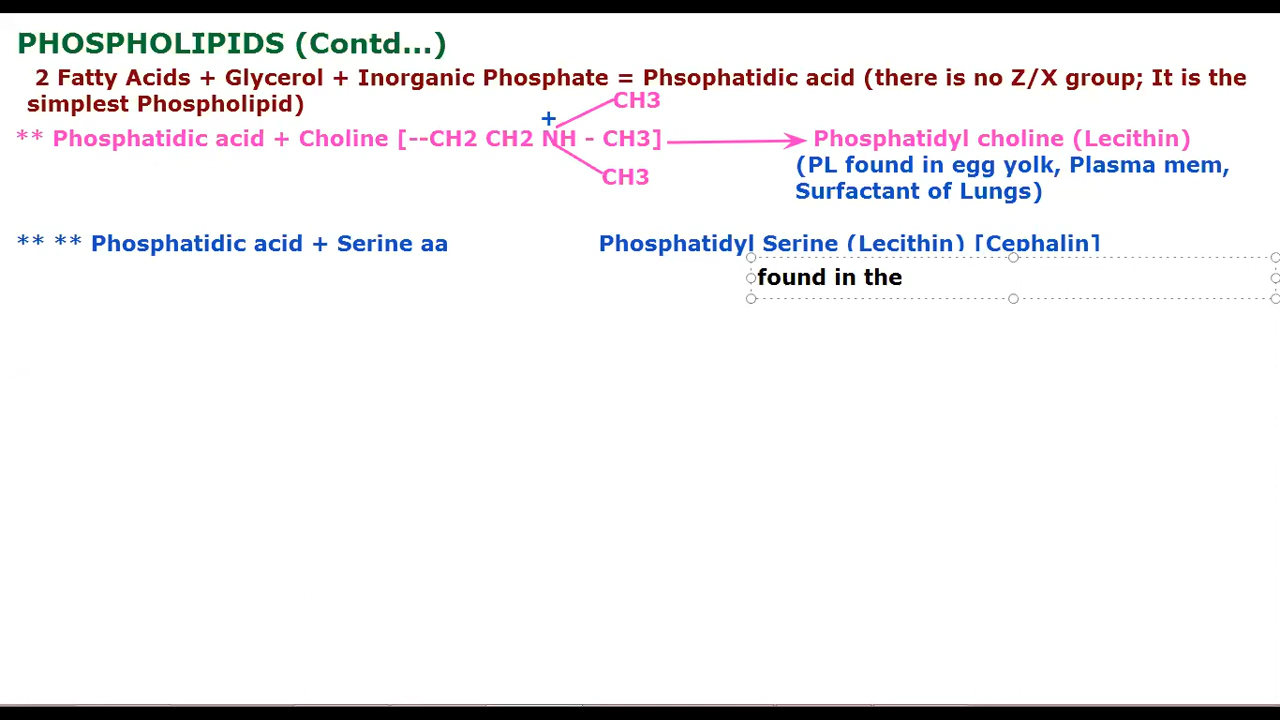 PHOSPHOLIPIDS (Contd...)
2 Fatty Acids + Glycerol + Inorganic Phosphate = Phsophatidic acid (there is no Z/X group; It is the
simplest Phospholipid)
CH3
+
** Phosphatidic acid + Choline [--CH2 CH2 NH - CH3]
Phosphatidyl choline (Lecithin)
CH3
(PL found in egg yolk, Plasma mem,
Surfactant of Lungs)
** ** Phosphatidic acid + Serine aa
Phosphatidyl Serine (Lecithin) [Cephalin]
found in the